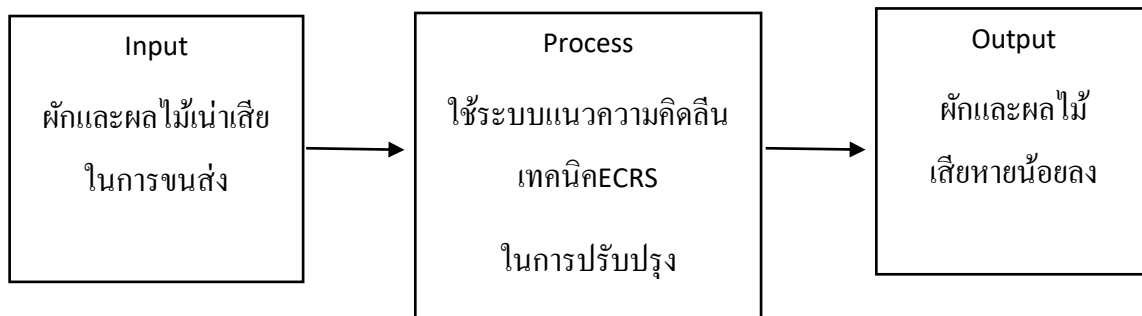 Input
ผักและผลไม้เน่าเสีย
ในการขนส่ง
Process
ใช้ระบบแนวความคิดลีน
เทคนิคECRS
ในการปรับปรุง
Output
ผักและผลไม้
เสียหายน้อยลง